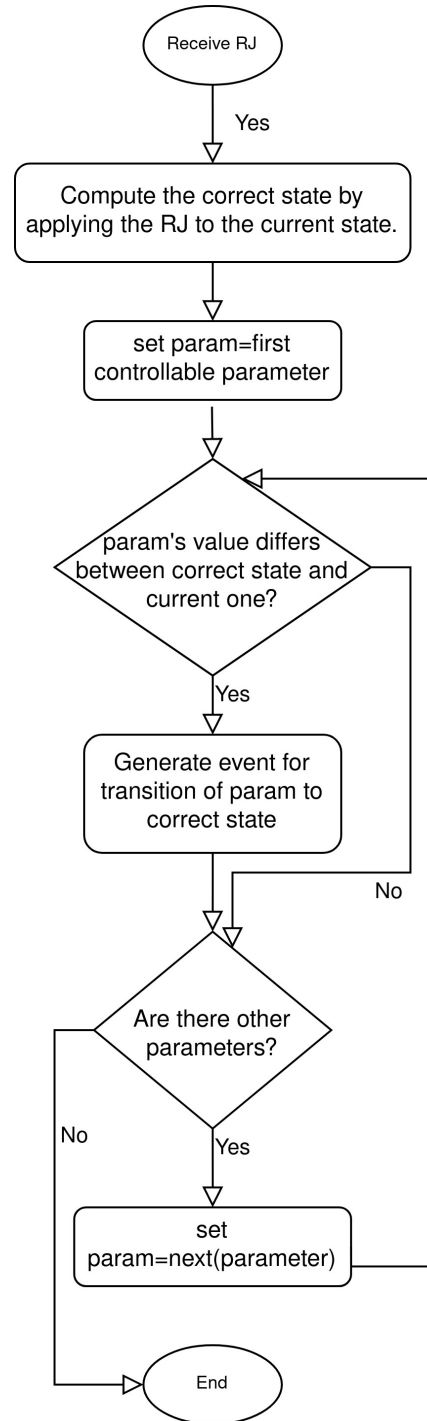 Receive RJ
Yes
Compute the correct state by
applying the RJ to the current state.
set param=first
controllable parameter
param's value differs
between correct state and
current one?
Yes
Generate event for
transition of param to
correct state
No
Are there other
parameters?
No
Yes
set
param=next(parameter)
End